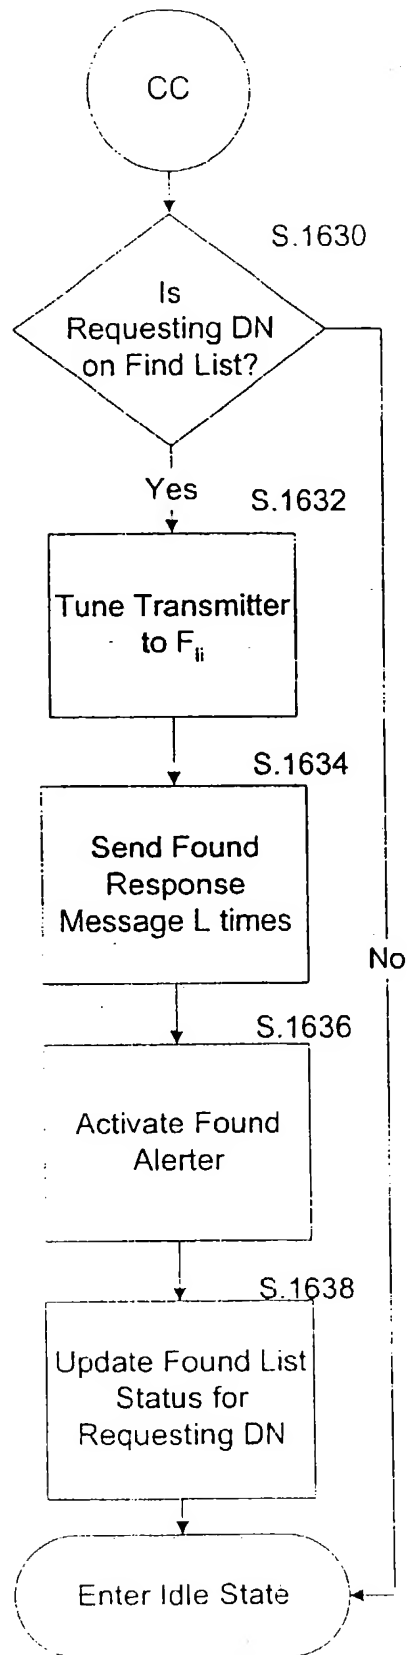 CC
S.1630
Is
Requesting DN
on Find List?
Yes
S.1632
Tune Transmitter
to Fli
S.1634
Send Found
Response
Message L times
No
S.1636
Activate Found
Alerter
S.1638
Update Found List
Status for
Requesting DN
Enter Idle State